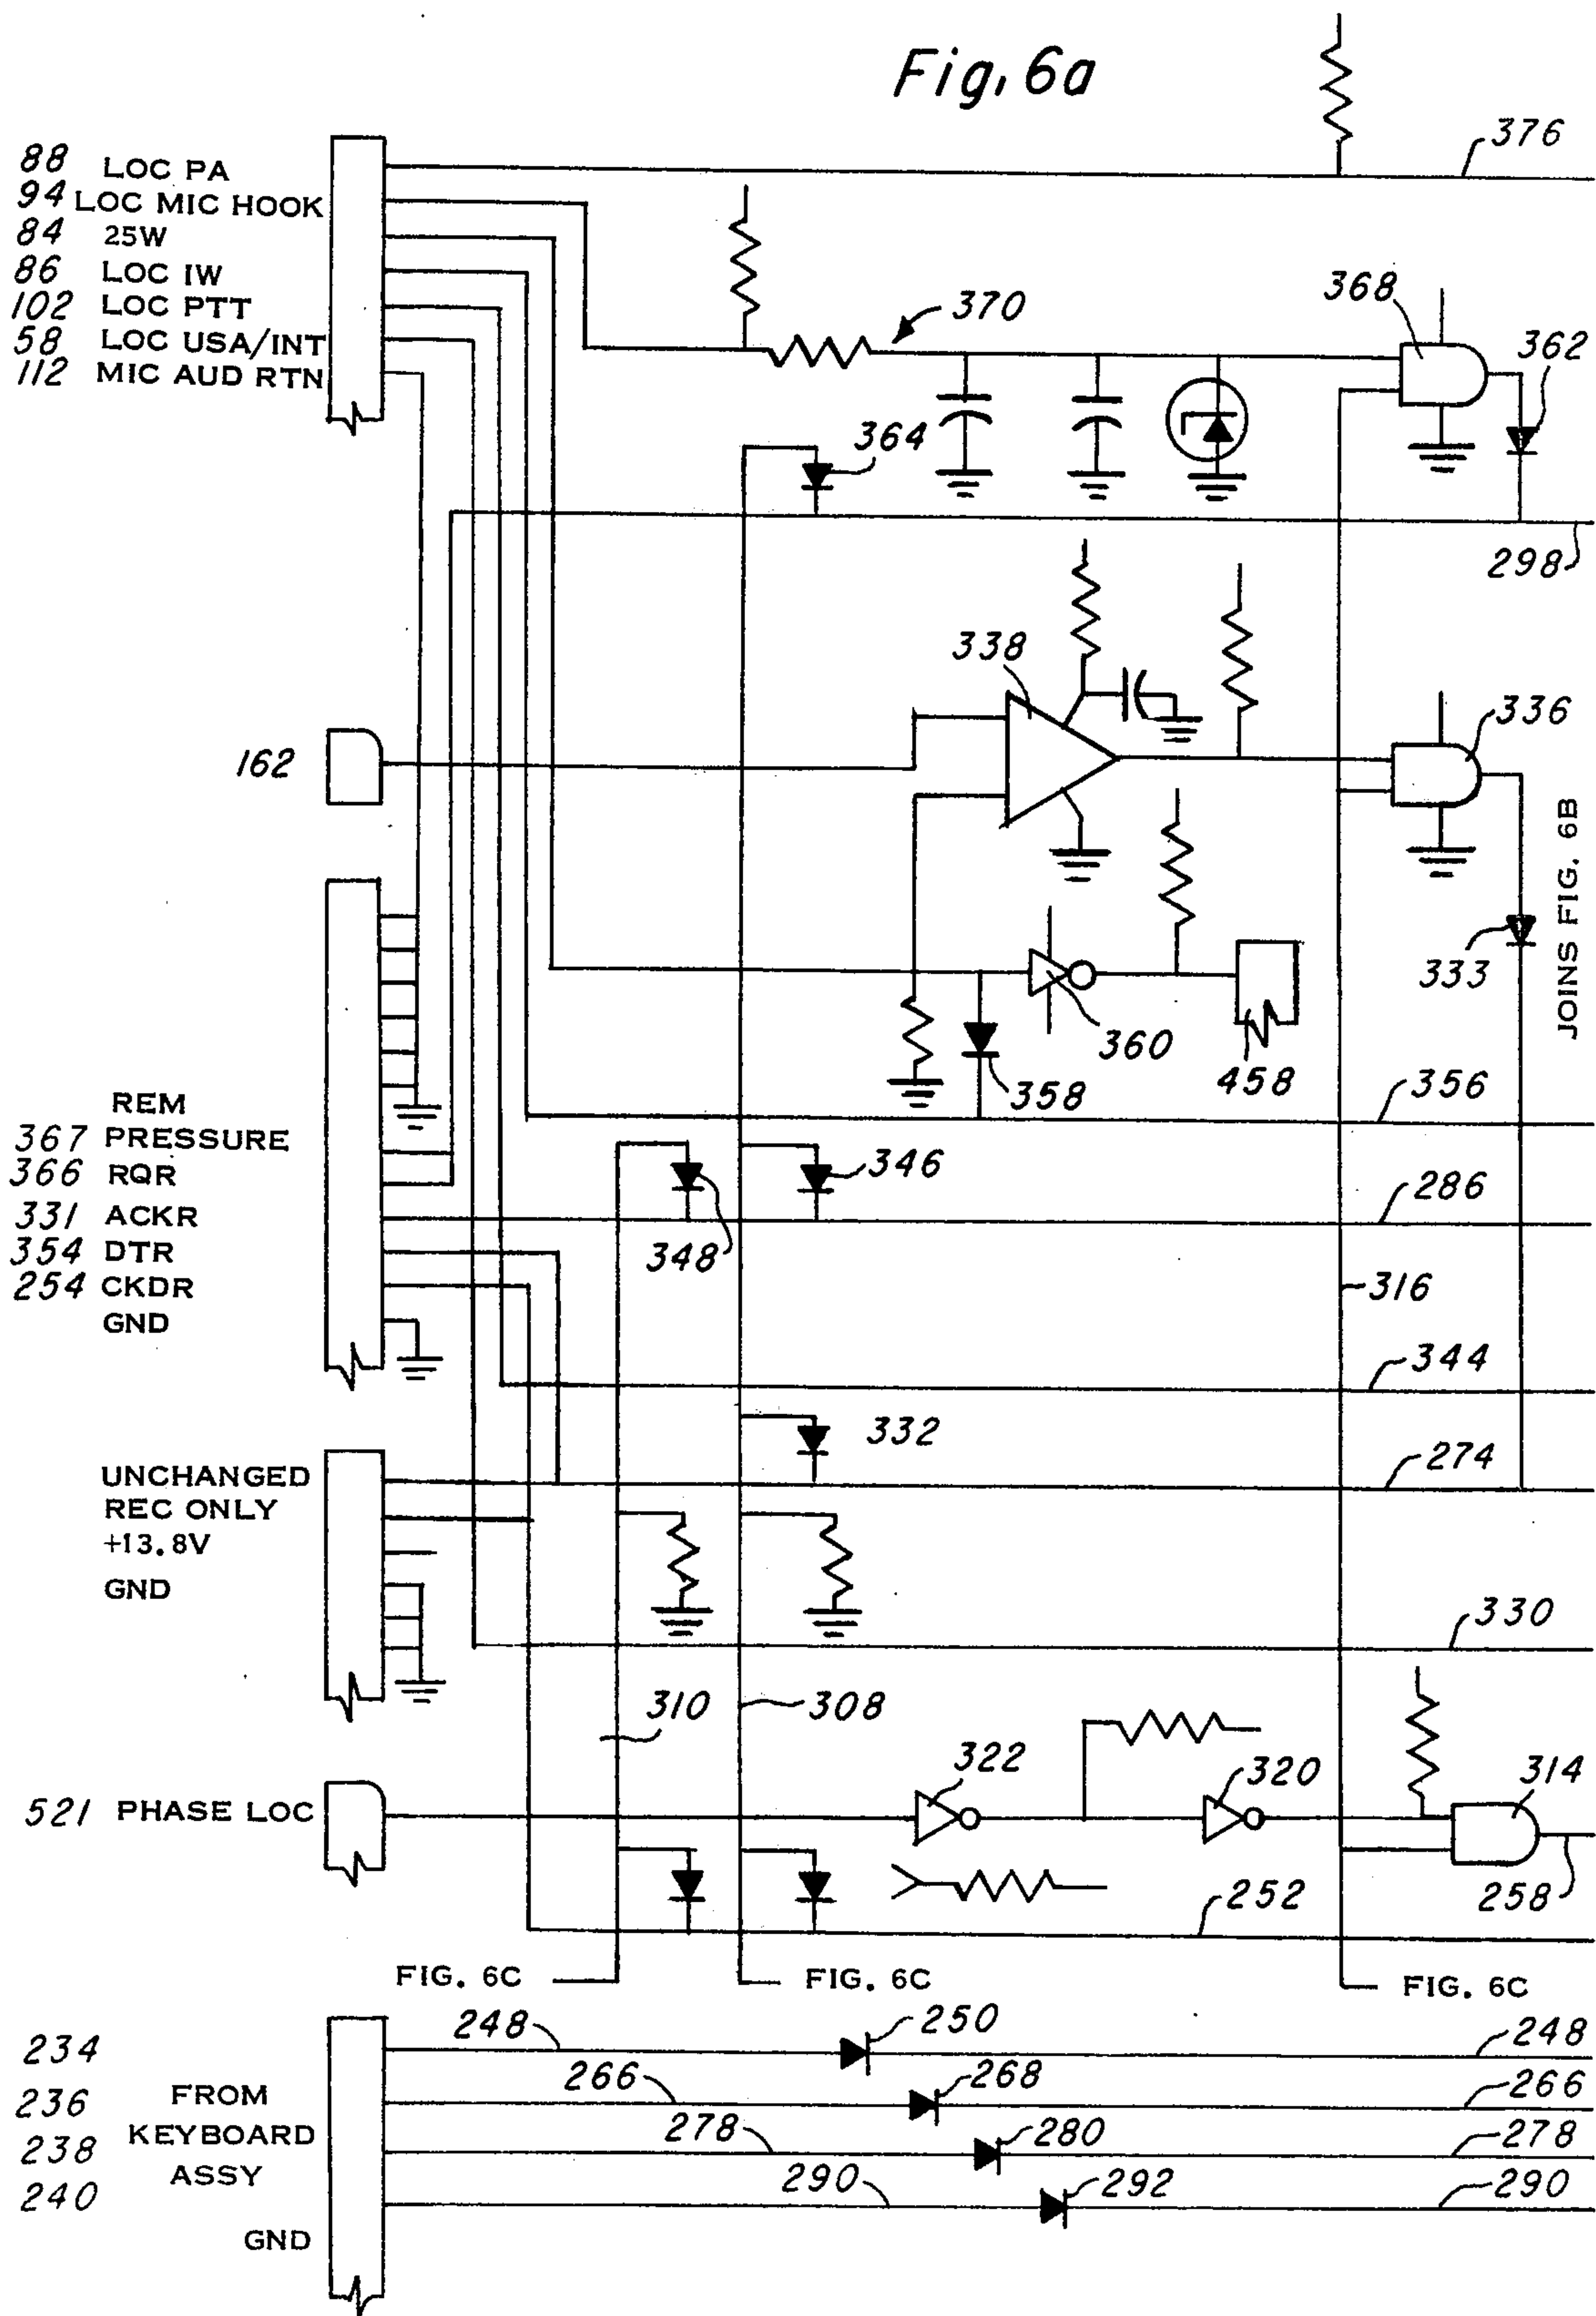 Fig. 6a
376
88 LOC PA
94 LOC MIC HOOK
84 25W
86 LOC IW
102 LOC PTT
58 LOC USA/INT
112 MIC AUD RTN
370
368
362
364
298
338
336
162
333
JOINS FIG. 6B
360
458
358
356
REM
367 PRESSURE
366 RQR
331 ACKR
354 DTR
254 CKDR
GND
346
348
286
316
344
332
274
UNCHANGED
REC ONLY
+13.8V
GND
330
310
308
322
320
314
521 PHASE LOC
252
258
FIG. 6C
FIG. 6C
FIG. 6C
234
248
250
248
236
FROM
266
268
266
238
KEYBOARD
278
280
278
ASSY
240
290
292
290
GND